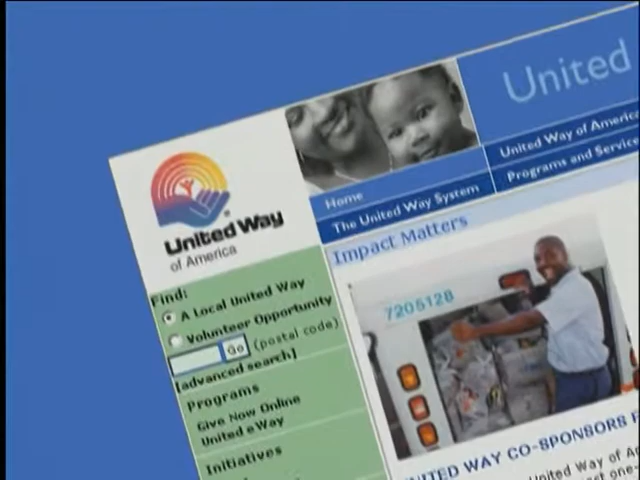 United
United Way of America
Programs and Service
Home
The United Way System
United Way
of America
Impact Matters
Find:
A Local United Way
Volunteer Opportunity
Go (postal code)
[advanced search]
Programs
Give Now Online
United eWay
Initiatives
7205128
UNITED WAY CO-SPONSORS
United Way of A